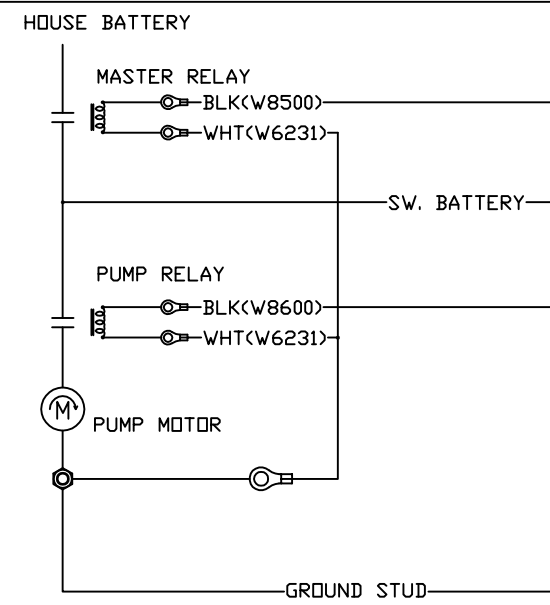 HOUSE BATTERY
MASTER RELAY
BLK(W8500)
WHT(W6231)
SW. BATTERY
PUMP RELAY
BLK(W8600)
WHT(W6231)
M
PUMP MOTOR
GROUND STUD